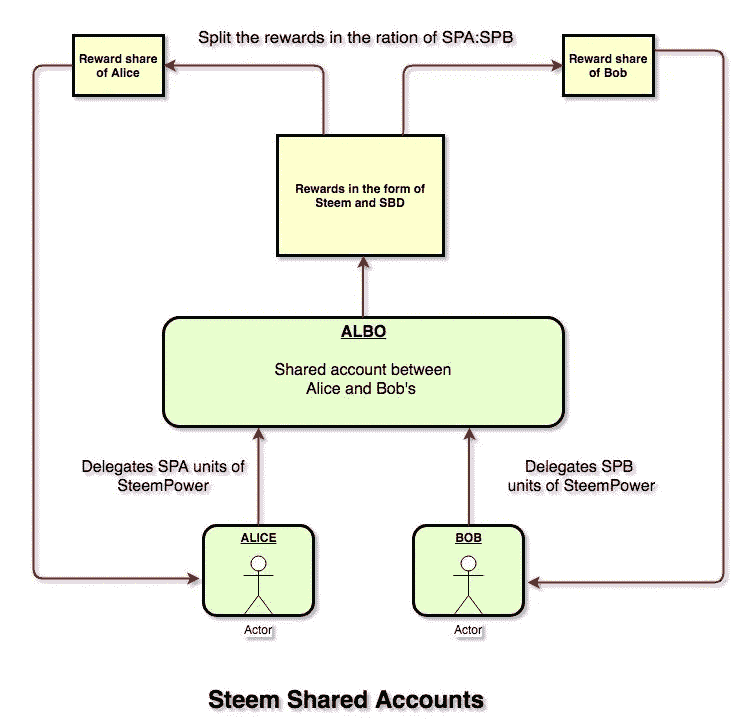 Split the rewards in the ration of SPA:SPB
Reward share
of Alice
Reward share
of Bob
Rewards in the form of
Steem and SBD
ALBO
Shared account between
Alice and Bob's
Delegates SPA units of
SteemPower
Delegates SPB
units of SteemPower
ALICE
BOB
Actor
Actor
Steem Shared Accounts